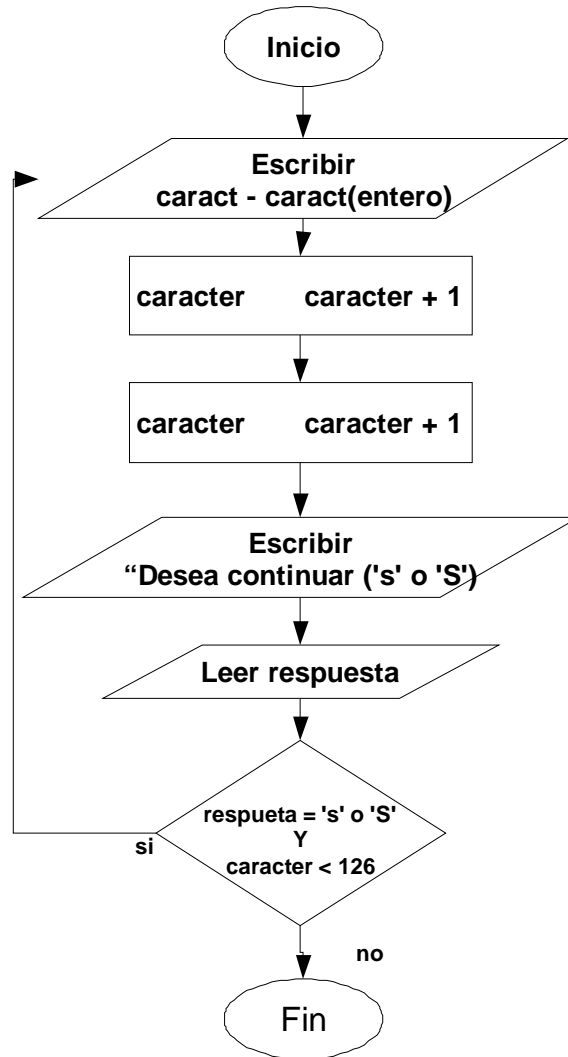 Inicio
Escribir
caract - caract(entero)
caracter caracter + 1
caracter caracter + 1
Escribir
“Desea continuar ('s' o 'S')
Leer respuesta
respueta = 's' o 'S'
Y
caracter < 126
si
no
Fin